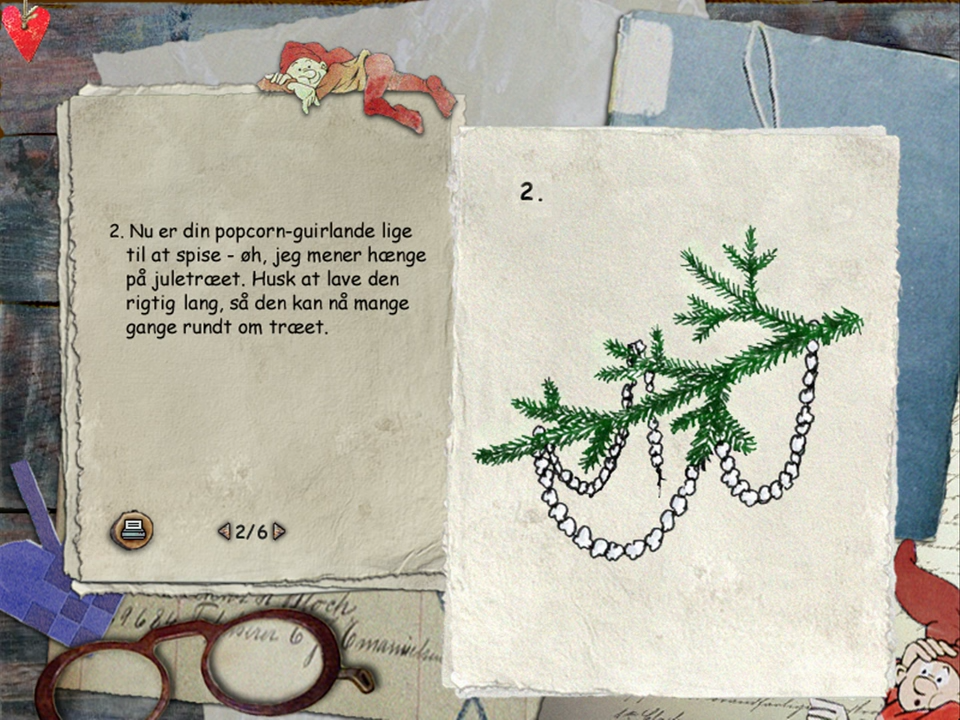 2. Nu er din popcorn-guirlande lige
til at spise - øh, jeg mener hænge
på juletræet. Husk at lave den
rigtig lang, så den kan nå mange
gange rundt om træet.
2/6
2.